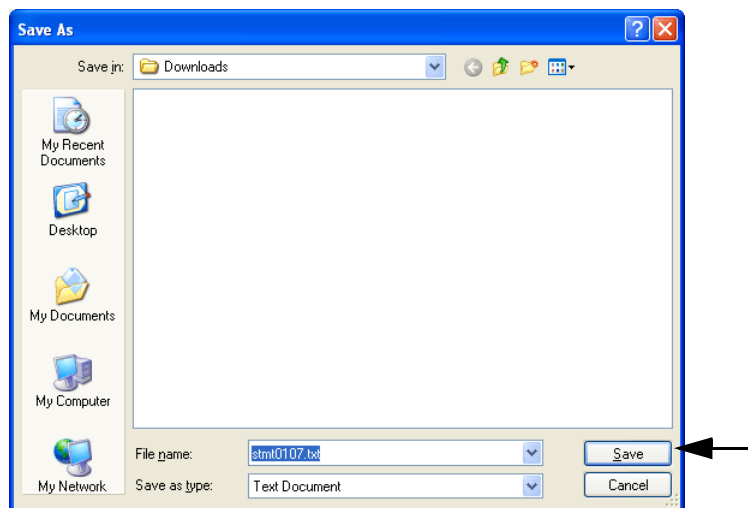 Save As
Save in: Downloads
My Recent
Documents
Desktop
My Documents
My Computer
My Network
File name: stmt0107.txt Save
Save as type: Text Document Cancel